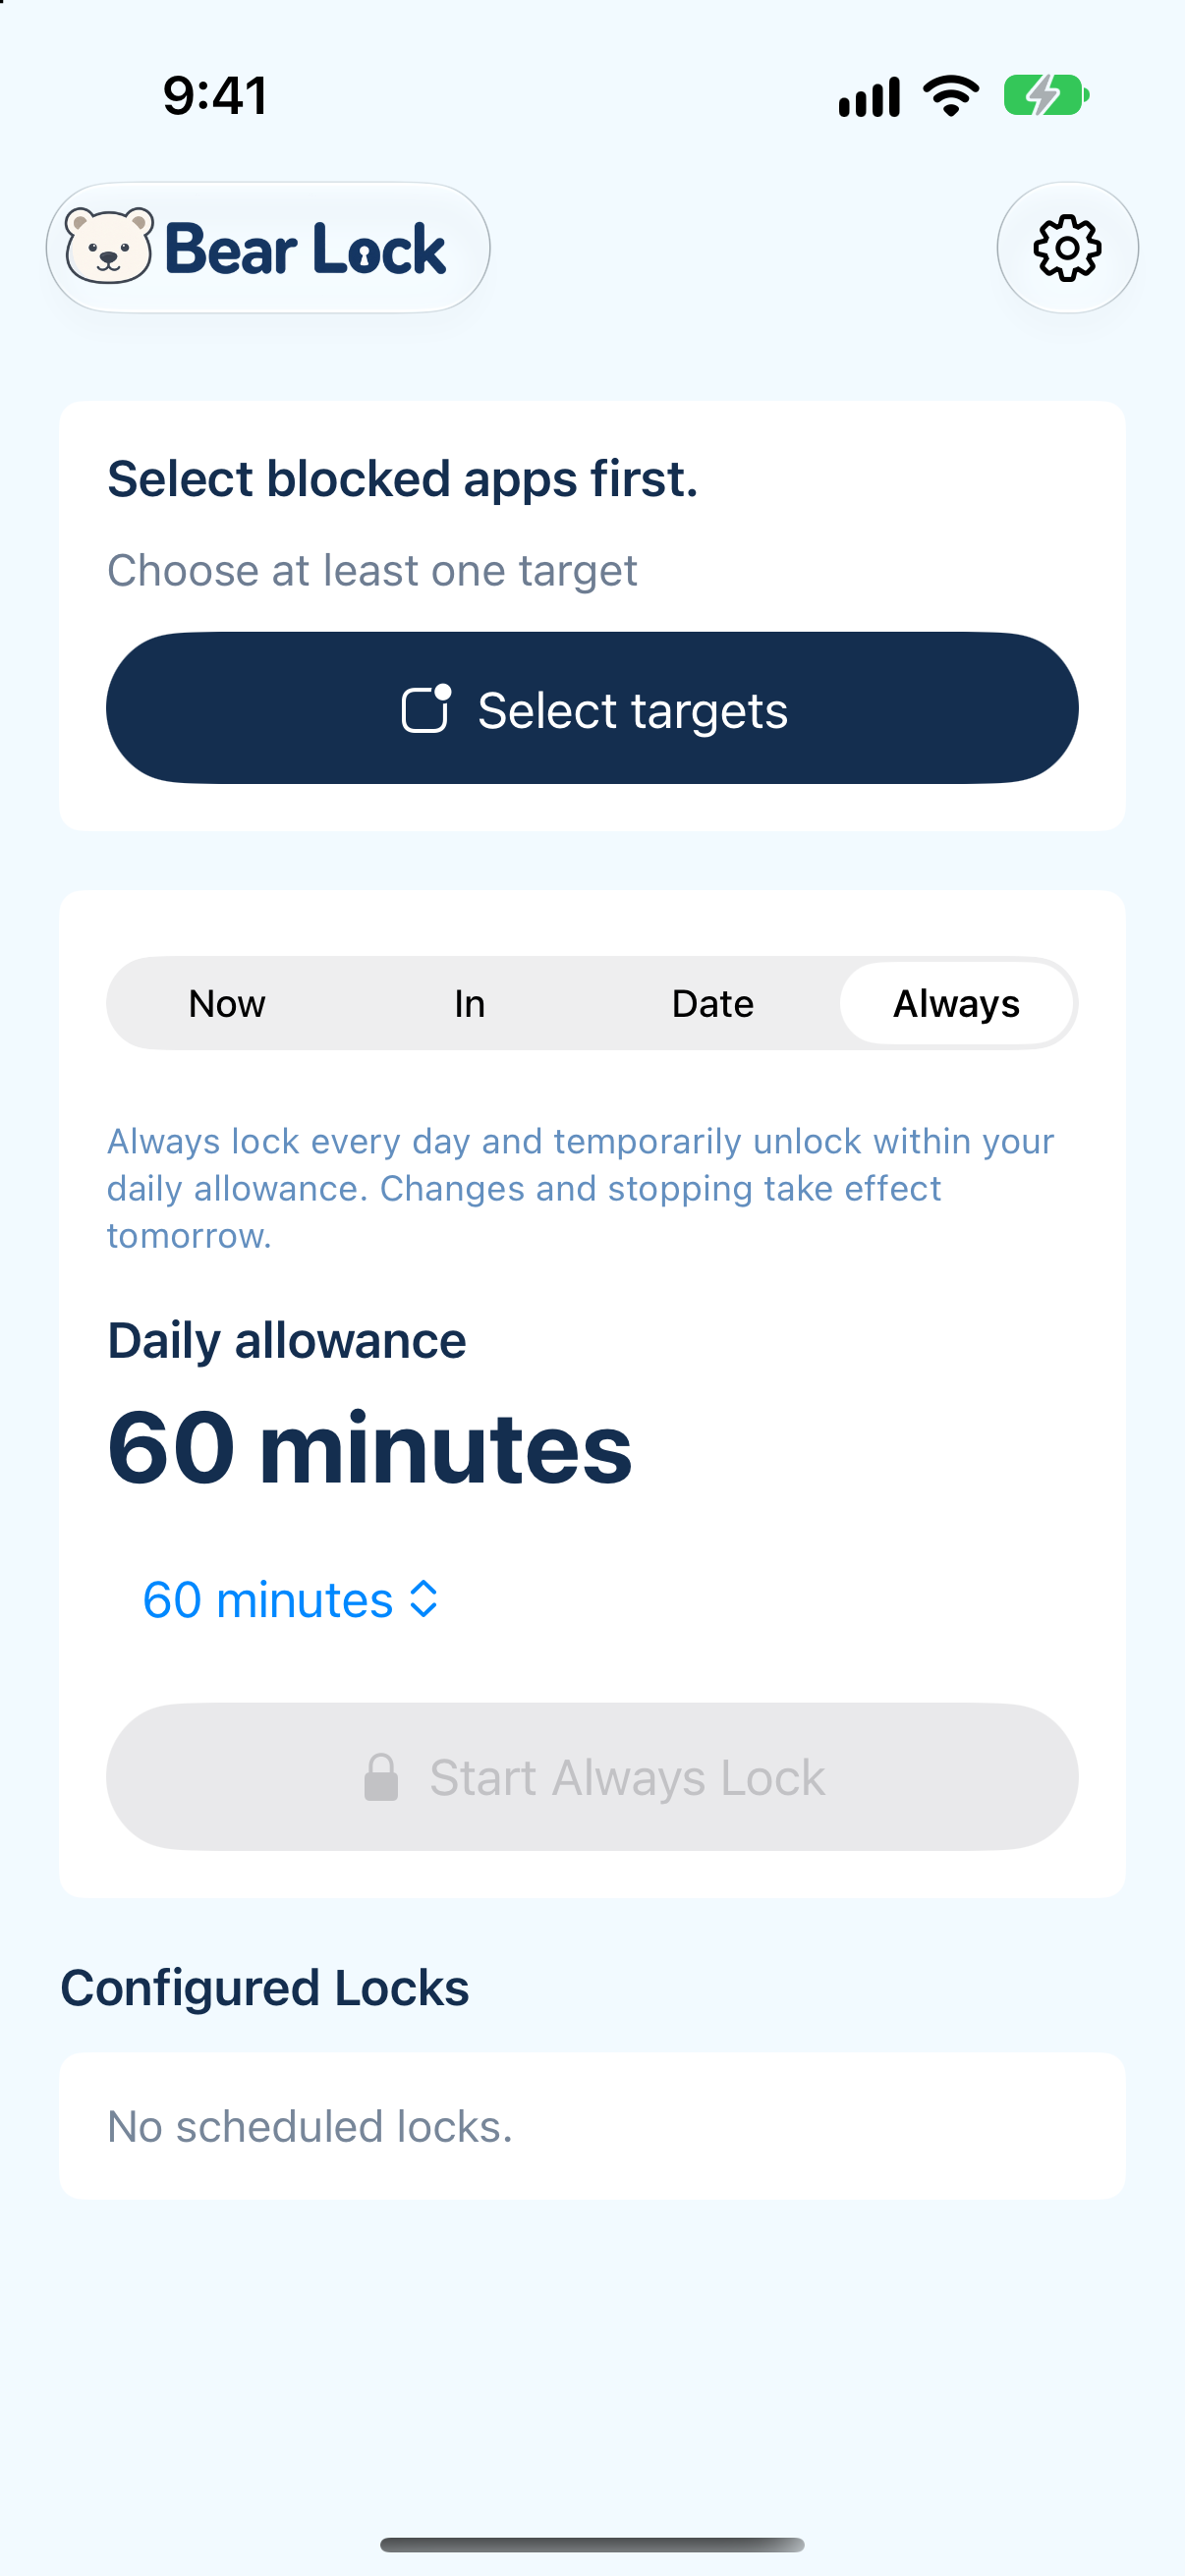 9:41
Bear Lock
Select blocked apps first.
Choose at least one target
Select targets
Now
In
Date
Always
Always lock every day and temporarily unlock within your
daily allowance. Changes and stopping take effect
tomorrow.
Daily allowance
60 minutes
60 minutes
Start Always Lock
Configured Locks
No scheduled locks.